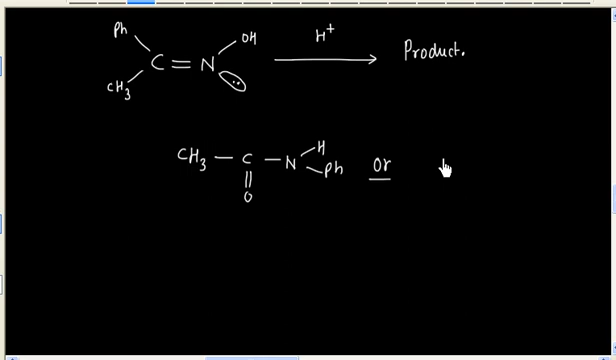 Ph
OH
H+
C = N
Product.
CH3
CH3 — C — N
H
Ph
Or
O